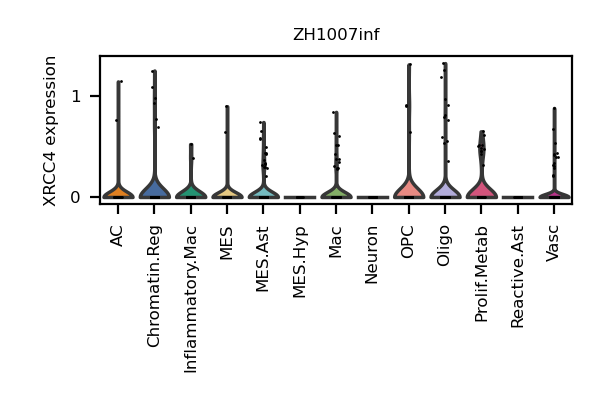 ZH1007inf
XRCC4 expression
1
0
AC
Chromatin.Reg
Inflammatory.Mac
MES
MES.Ast
MES.Hyp
Mac
Neuron
OPC
Oligo
Prolif.Metab
Reactive.Ast
Vasc